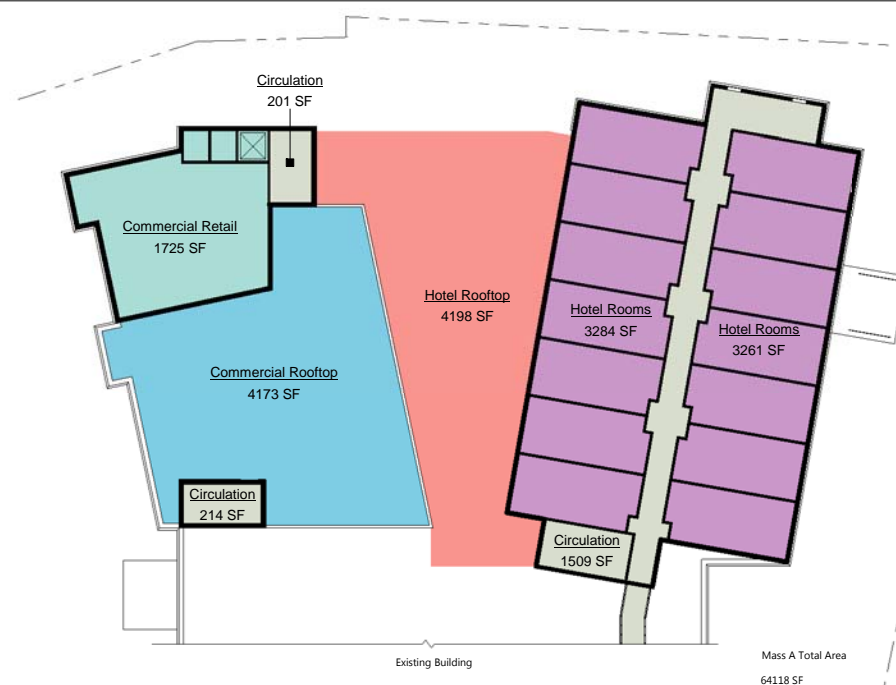 Circulation
201 SF
Commercial Retail
1725 SF
Hotel Rooftop
4198 SF
Hotel Rooms
3284 SF
Hotel Rooms
3261 SF
Commercial Rooftop
4173 SF
Circulation
214 SF
Circulation
1509 SF
Existing Building
Mass A Total Area
64118 SF